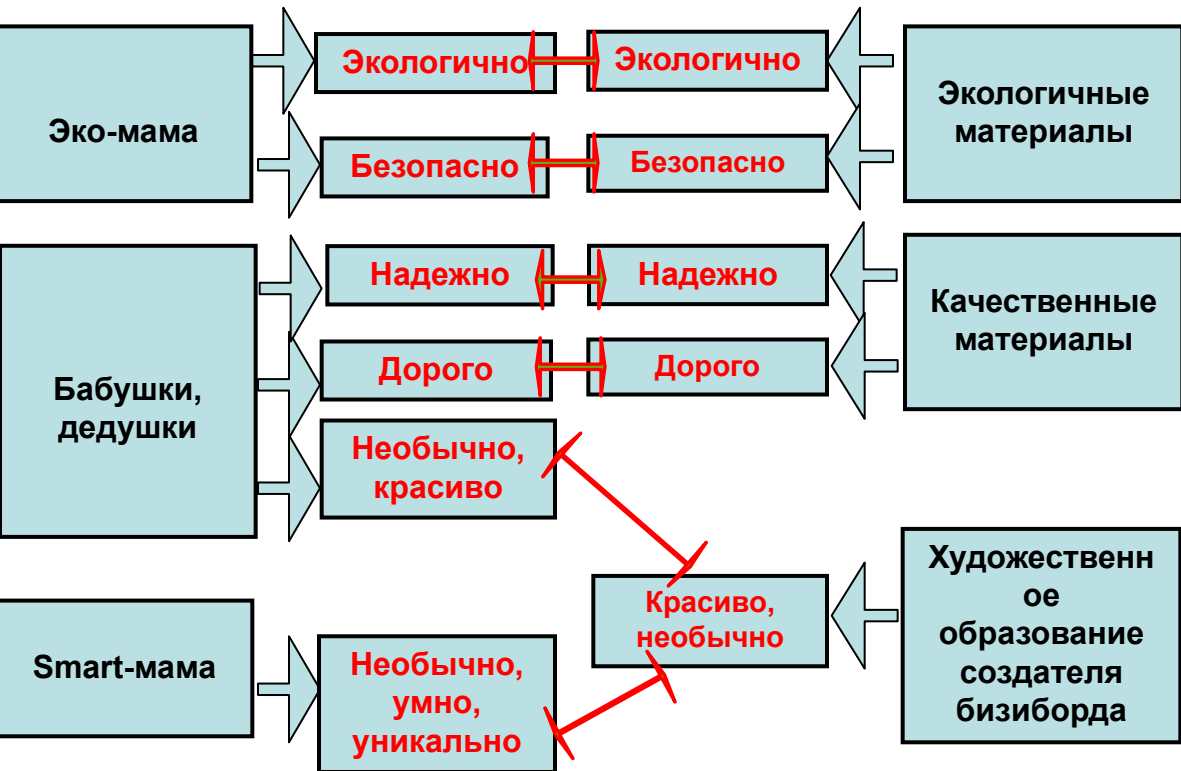 Эко-мама
Экологично
Экологично
Экологичные
материалы
Безопасно
Безопасно
Бабушки,
дедушки
Надежно
Надежно
Качественные
материалы
Дорого
Дорого
Необычно,
красиво
Smart-мама
Необычно,
умно,
уникально
Красиво,
необычно
Художественн
ое
образование
создателя
бизиборда